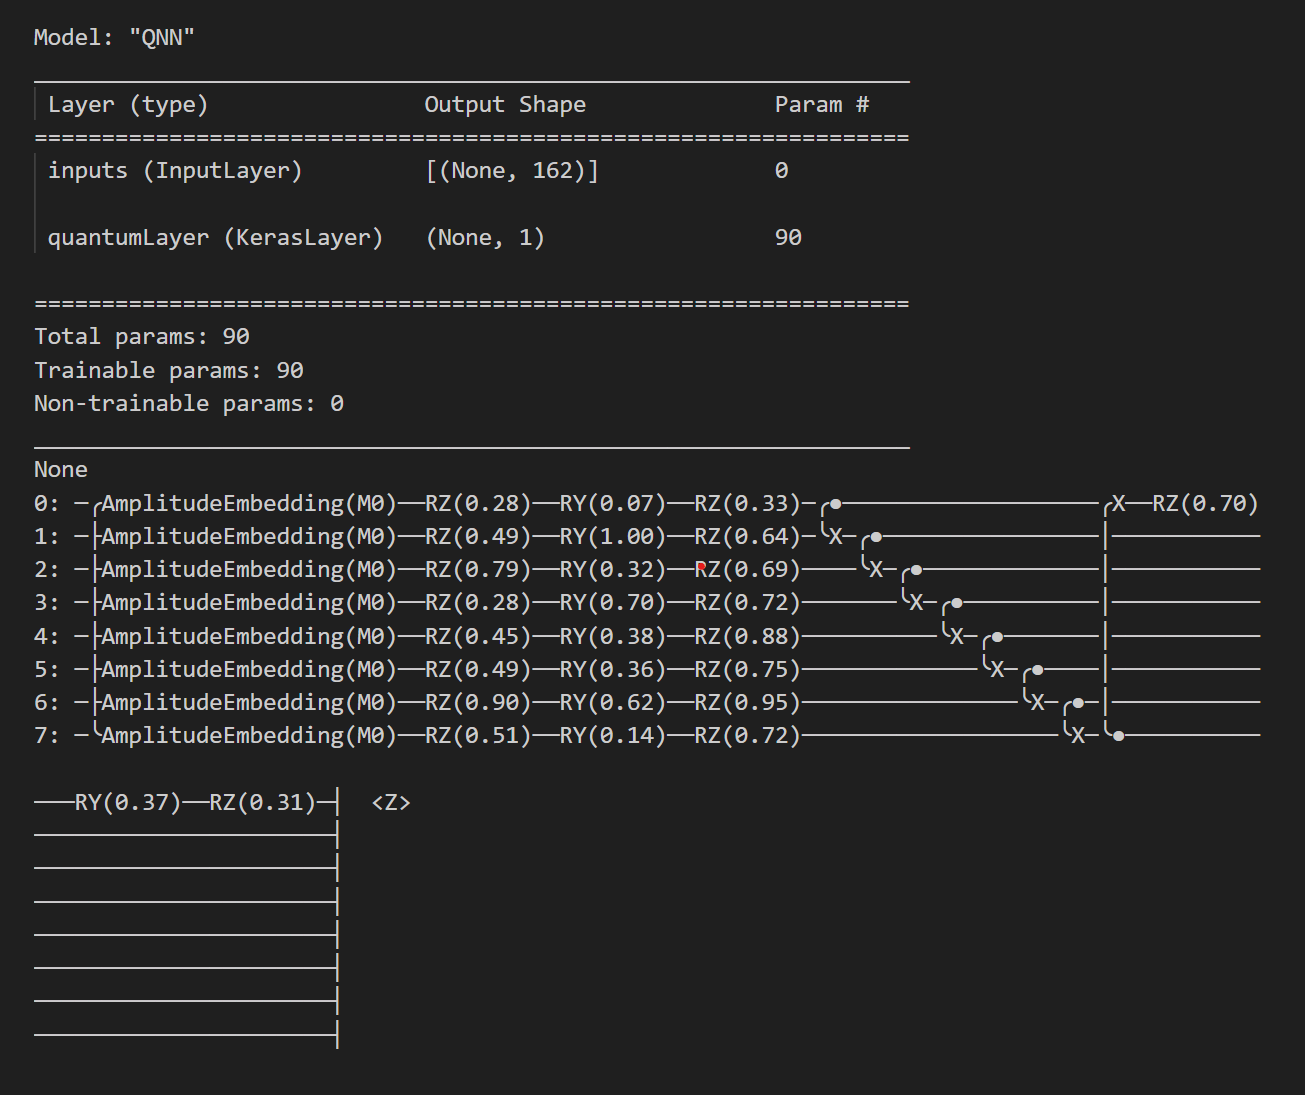 Model: "QNN"
_________________________________________________________________
 Layer (type)                Output Shape              Param #
=================================================================
 inputs (InputLayer)         [(None, 162)]             0

 quantumLayer (KerasLayer)   (None, 1)                 90

=================================================================
Total params: 90
Trainable params: 90
Non-trainable params: 0
_________________________________________________________________
None
0: ─╭AmplitudeEmbedding(M0)──RZ(0.28)──RY(0.07)──RZ(0.33)─╭●───────────────────╭X──RZ(0.70)
1: ─├AmplitudeEmbedding(M0)──RZ(0.49)──RY(1.00)──RZ(0.64)─╰X─╭●────────────────│───────────
2: ─├AmplitudeEmbedding(M0)──RZ(0.79)──RY(0.32)──RZ(0.69)────╰X─╭●─────────────│───────────
3: ─├AmplitudeEmbedding(M0)──RZ(0.28)──RY(0.70)──RZ(0.72)───────╰X─╭●──────────│───────────
4: ─├AmplitudeEmbedding(M0)──RZ(0.45)──RY(0.38)──RZ(0.88)──────────╰X─╭●───────│───────────
5: ─├AmplitudeEmbedding(M0)──RZ(0.49)──RY(0.36)──RZ(0.75)─────────────╰X─╭●────│───────────
6: ─├AmplitudeEmbedding(M0)──RZ(0.90)──RY(0.62)──RZ(0.95)────────────────╰X─╭●─│───────────
7: ─╰AmplitudeEmbedding(M0)──RZ(0.51)──RY(0.14)──RZ(0.72)───────────────────╰X─╰●──────────

───RY(0.37)──RZ(0.31)─┤  <Z>
──────────────────────┤
──────────────────────┤
──────────────────────┤
──────────────────────┤
──────────────────────┤
──────────────────────┤
──────────────────────┤